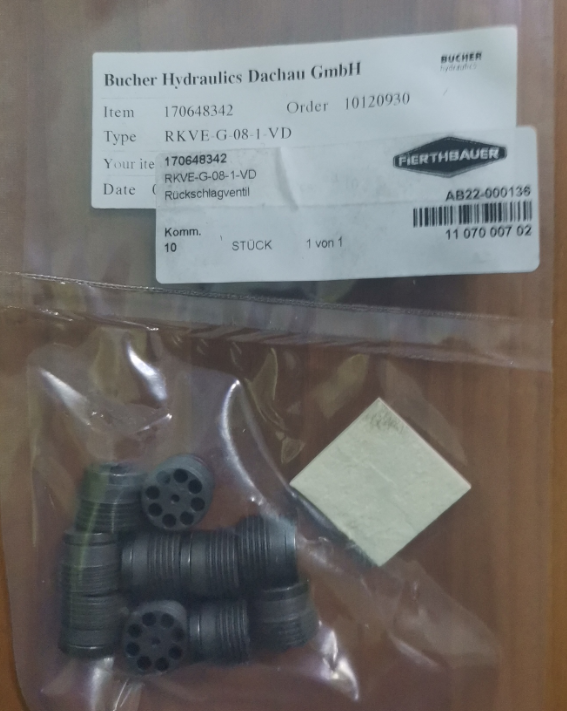 Bucher Hydraulics Dachau GmbH
BUCHER
hydraulics
Item 170648342 Order 10120930
Type RKVE-G-08-1-VD
Your ite
Date
170648342
RKVE-G-08-1-VD
Rückschlagventil
FIERTHBAUER
AB22-000136
Komm.
10 STÜCK 1 von 1
11 070 007 02